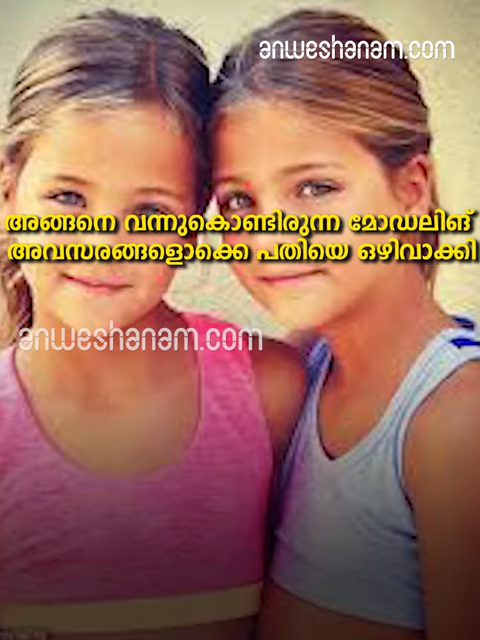 anweshanam.com
അങ്ങനെ വന്നുകൊണ്ടിരുന്ന മോഡലിങ്
അവസരങ്ങളൊക്കെ പതിയെ ഒഴിവാക്കി
anweshanam.com